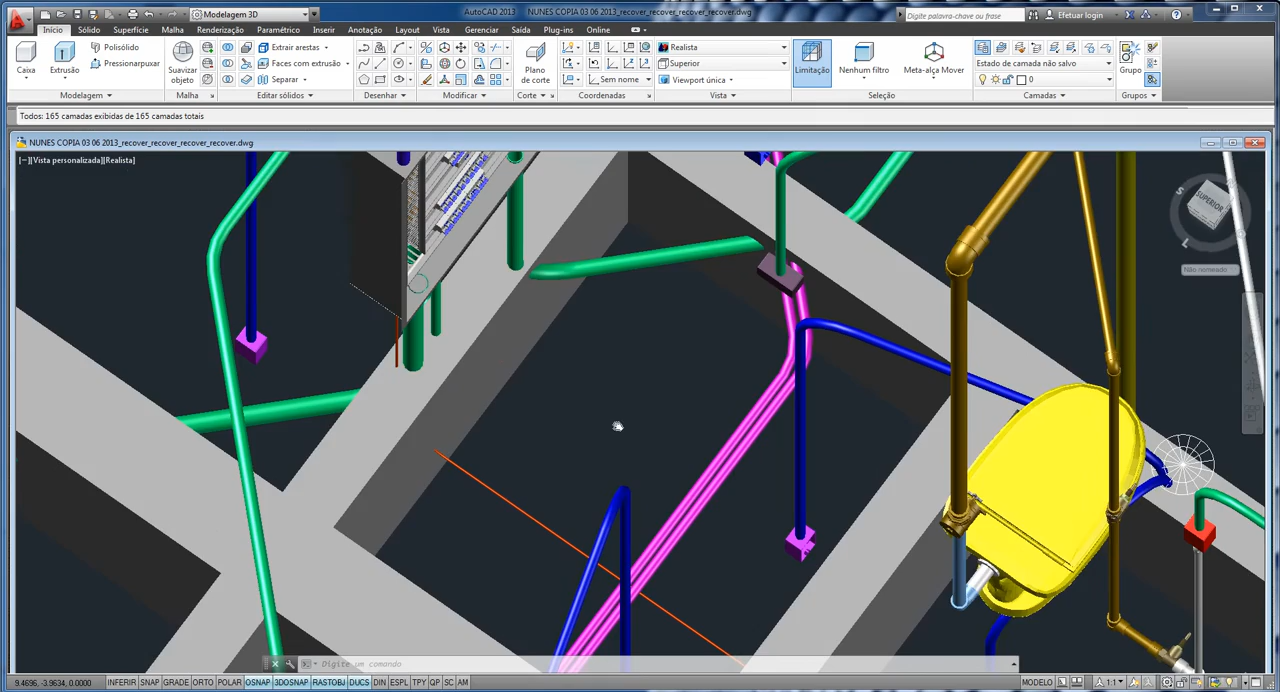 AutoCAD 2013 NUNES COPIA 03 06 2013_recover_recover_recover_recover.dwg
Modelagem 3D
Digite palavra-chave ou frase
Efetuar login
Início Sólido Superfície Malha Renderização Paramétrico Inserir Anotação Layout Vista Gerenciar Saída Plug-ins Online
Caixa
Extrusão
Polisólido
Pressionarpuxar
Suavizar objeto
Extrair arestas
Faces com extrusão
Separar
Plano de corte
Sem nome
Realista
Superior
Viewport única
Limitação
Nenhum filtro
Meta-alça Mover
Estado de camada não salvo
0
Grupo
Modelagem Malha Editar sólidos Desenhar Modificar Corte Coordenadas Vista Seleção Camadas Grupos
Todos: 165 camadas exibidas de 165 camadas totais
NUNES COPIA 03 06 2013_recover_recover_recover_recover.dwg
[−][Vista personalizada][Realista]
S
SUPERIOR
L
Não nomeado
Digite um comando
9.4696, -3.9634, 0.0000 INFERIR SNAP GRADE ORTO POLAR OSNAP 3DOSNAP RASTOBJ DUCS DIN ESPL TPY QP SC AM MODELO 1:1